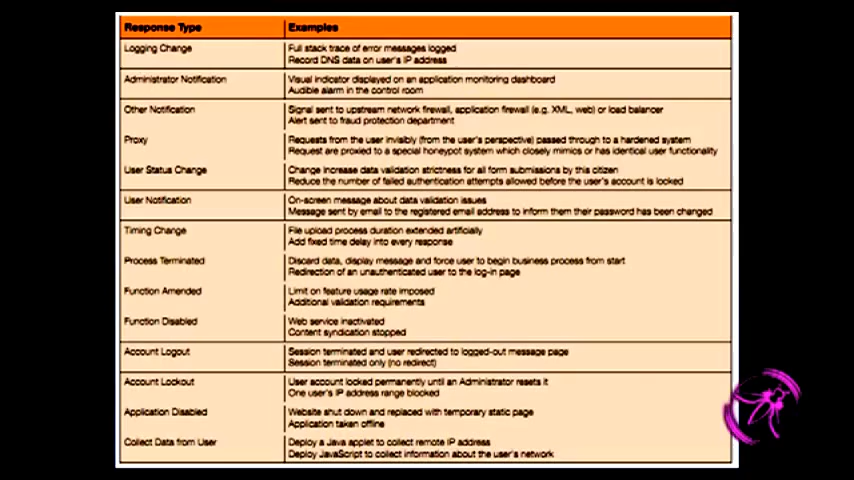 Response Type Examples
Logging Change Full stack trace of error messages logged
Record DNS data on user's IP address
Administrator Notification Visual indicator displayed on an application monitoring dashboard
Audible alarm in the control room
Other Notification Signal sent to upstream network firewall, application firewall (e.g. XML, web) or load balancer
Alert sent to fraud protection department
Proxy Requests from the user invisibly (from the user's perspective) passed through to a hardened system
Request are proxied to a special honeypot system which closely mimics or has identical user functionality
User Status Change Change increase data validation strictness for all form submissions by this citizen
Reduce the number of failed authentication attempts allowed before the user's account is locked
User Notification On-screen message about data validation issues
Message sent by email to the registered email address to inform them their password has been changed
Timing Change File upload process duration extended artificially
Add fixed time delay into every response
Process Terminated Discard data, display message and force user to begin business process from start
Redirection of an unauthenticated user to the log-in page
Function Amended Limit on feature usage rate imposed
Additional validation requirements
Function Disabled Web service inactivated
Content syndication stopped
Account Logout Session terminated and user redirected to logged-out message page
Session terminated only (no redirect)
Account Lockout User account locked permanently until an Administrator resets it
One user's IP address range blocked
Application Disabled Website shut down and replaced with temporary static page
Application taken offline
Collect Data from User Deploy a Java applet to collect remote IP address
Deploy JavaScript to collect information about the user's network